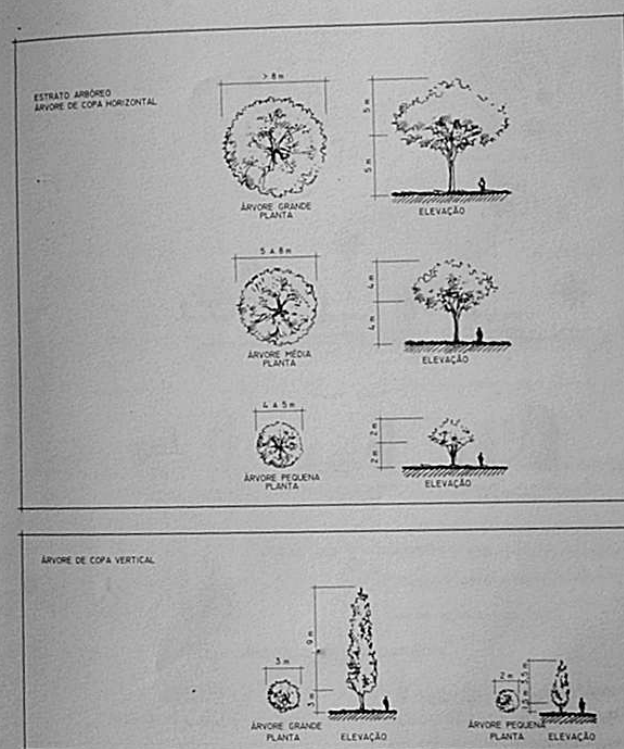 ESTRATO ARBÓREO
ÁRVORE DE COPA HORIZONTAL
> 8 m
5 m
5 m
ÁRVORE GRANDE
PLANTA
ELEVAÇÃO
5 A 8 m
4 m
4 m
ÁRVORE MÉDIA
PLANTA
ELEVAÇÃO
4 A 5 m
2 m
2 m
ÁRVORE PEQUENA
PLANTA
ELEVAÇÃO
ÁRVORE DE COPA VERTICAL
3 m
9 m
ÁRVORE GRANDE
PLANTA
ELEVAÇÃO
2 m
ÁRVORE PEQUENA
PLANTA
ELEVAÇÃO